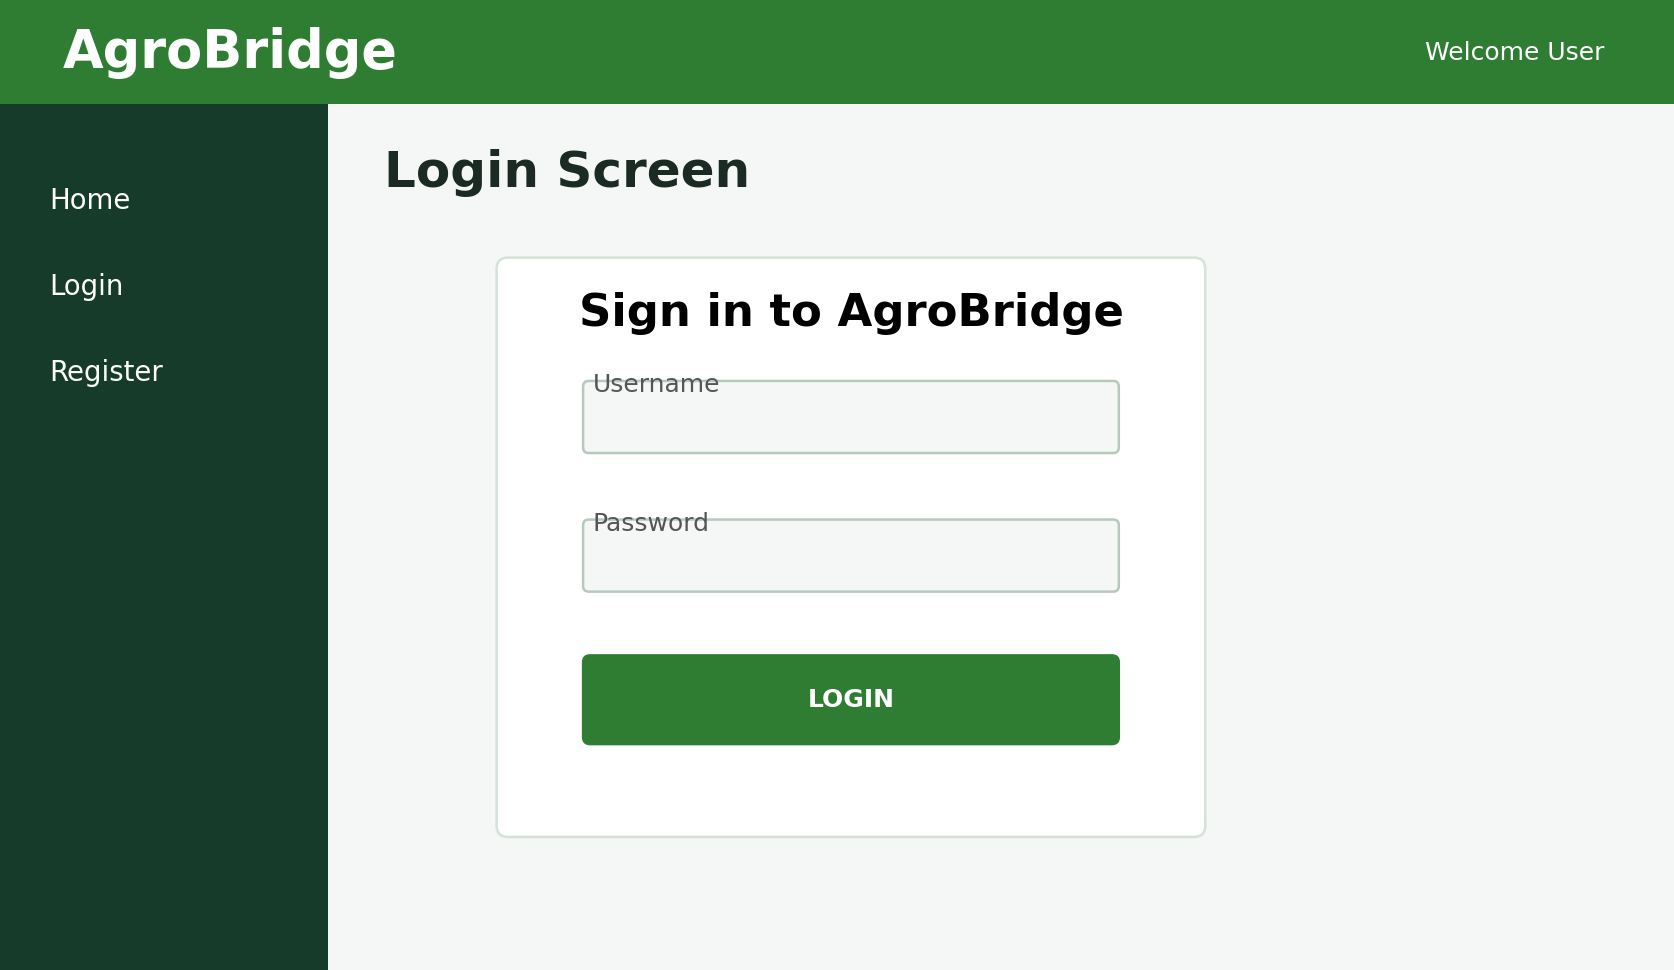 AgroBridge
Welcome User
Home
Login
Register
Login Screen
Sign in to AgroBridge
Username
Password
LOGIN